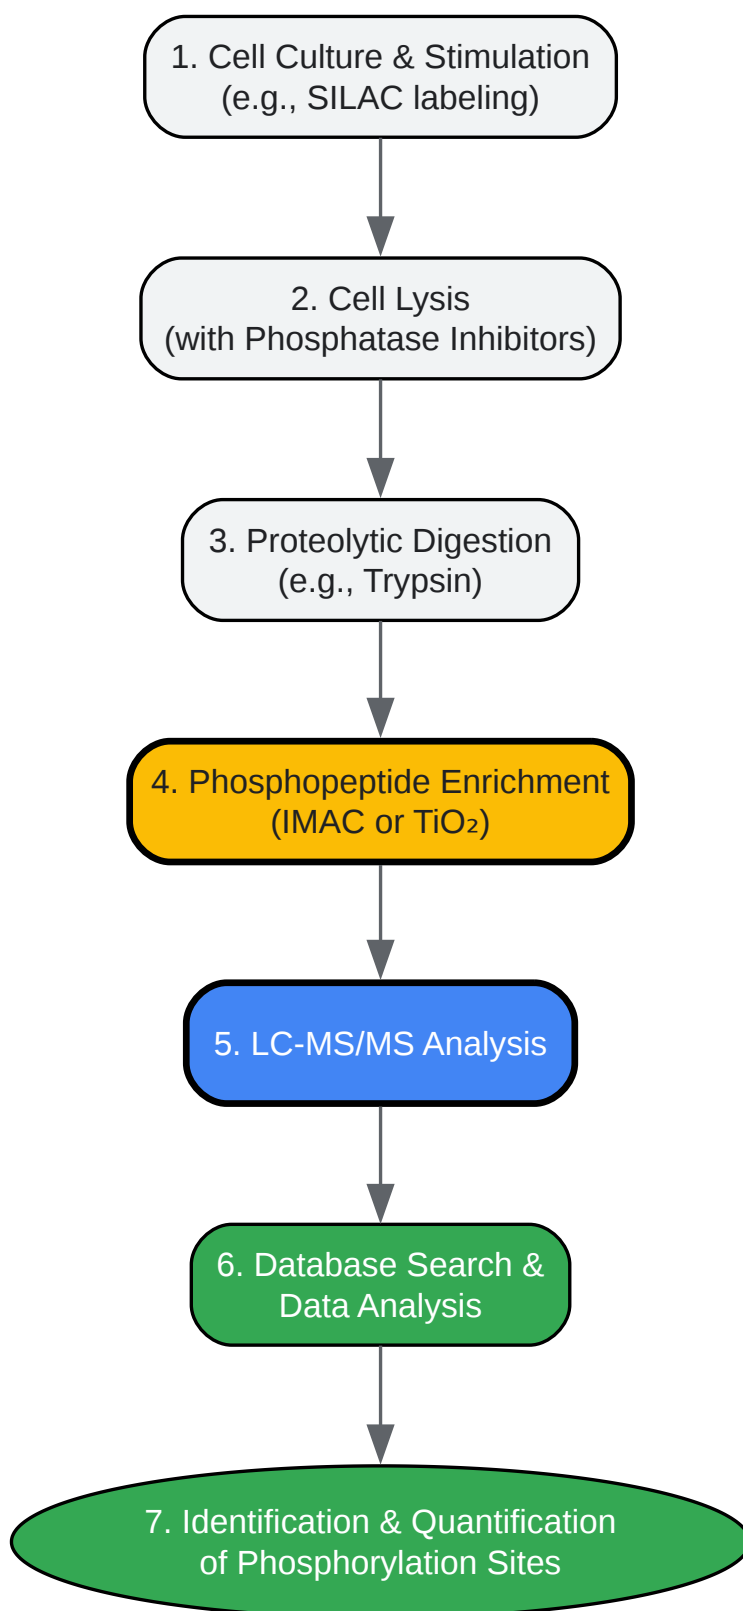 1. Cell Culture & Stimulation
(e.g., SILAC labeling)
2. Cell Lysis
(with Phosphatase Inhibitors)
3. Proteolytic Digestion
(e.g., Trypsin)
4. Phosphopeptide Enrichment
(IMAC or TiO₂)
5. LC-MS/MS Analysis
6. Database Search &
Data Analysis
7. Identification & Quantification
of Phosphorylation Sites